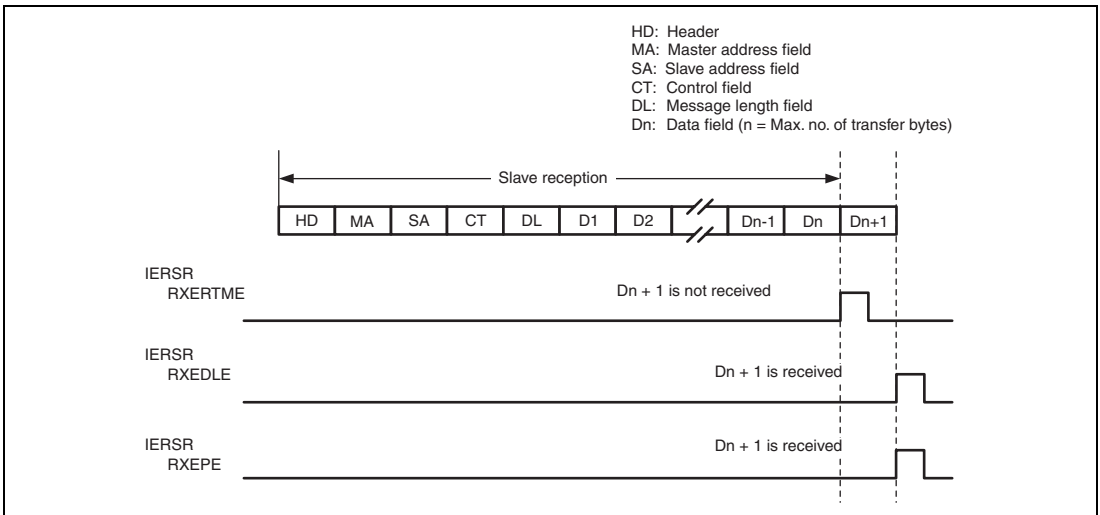 HD: Header
MA: Master address field
SA: Slave address field
CT: Control field
DL: Message length field
Dn: Data field (n = Max. no. of transfer bytes)
Slave reception
HD MA SA CT DL D1 D2 Dn-1 Dn Dn+1
IERSR
RXERTME
Dn + 1 is not received
IERSR
RXEDLE
Dn + 1 is received
IERSR
RXEPE
Dn + 1 is received